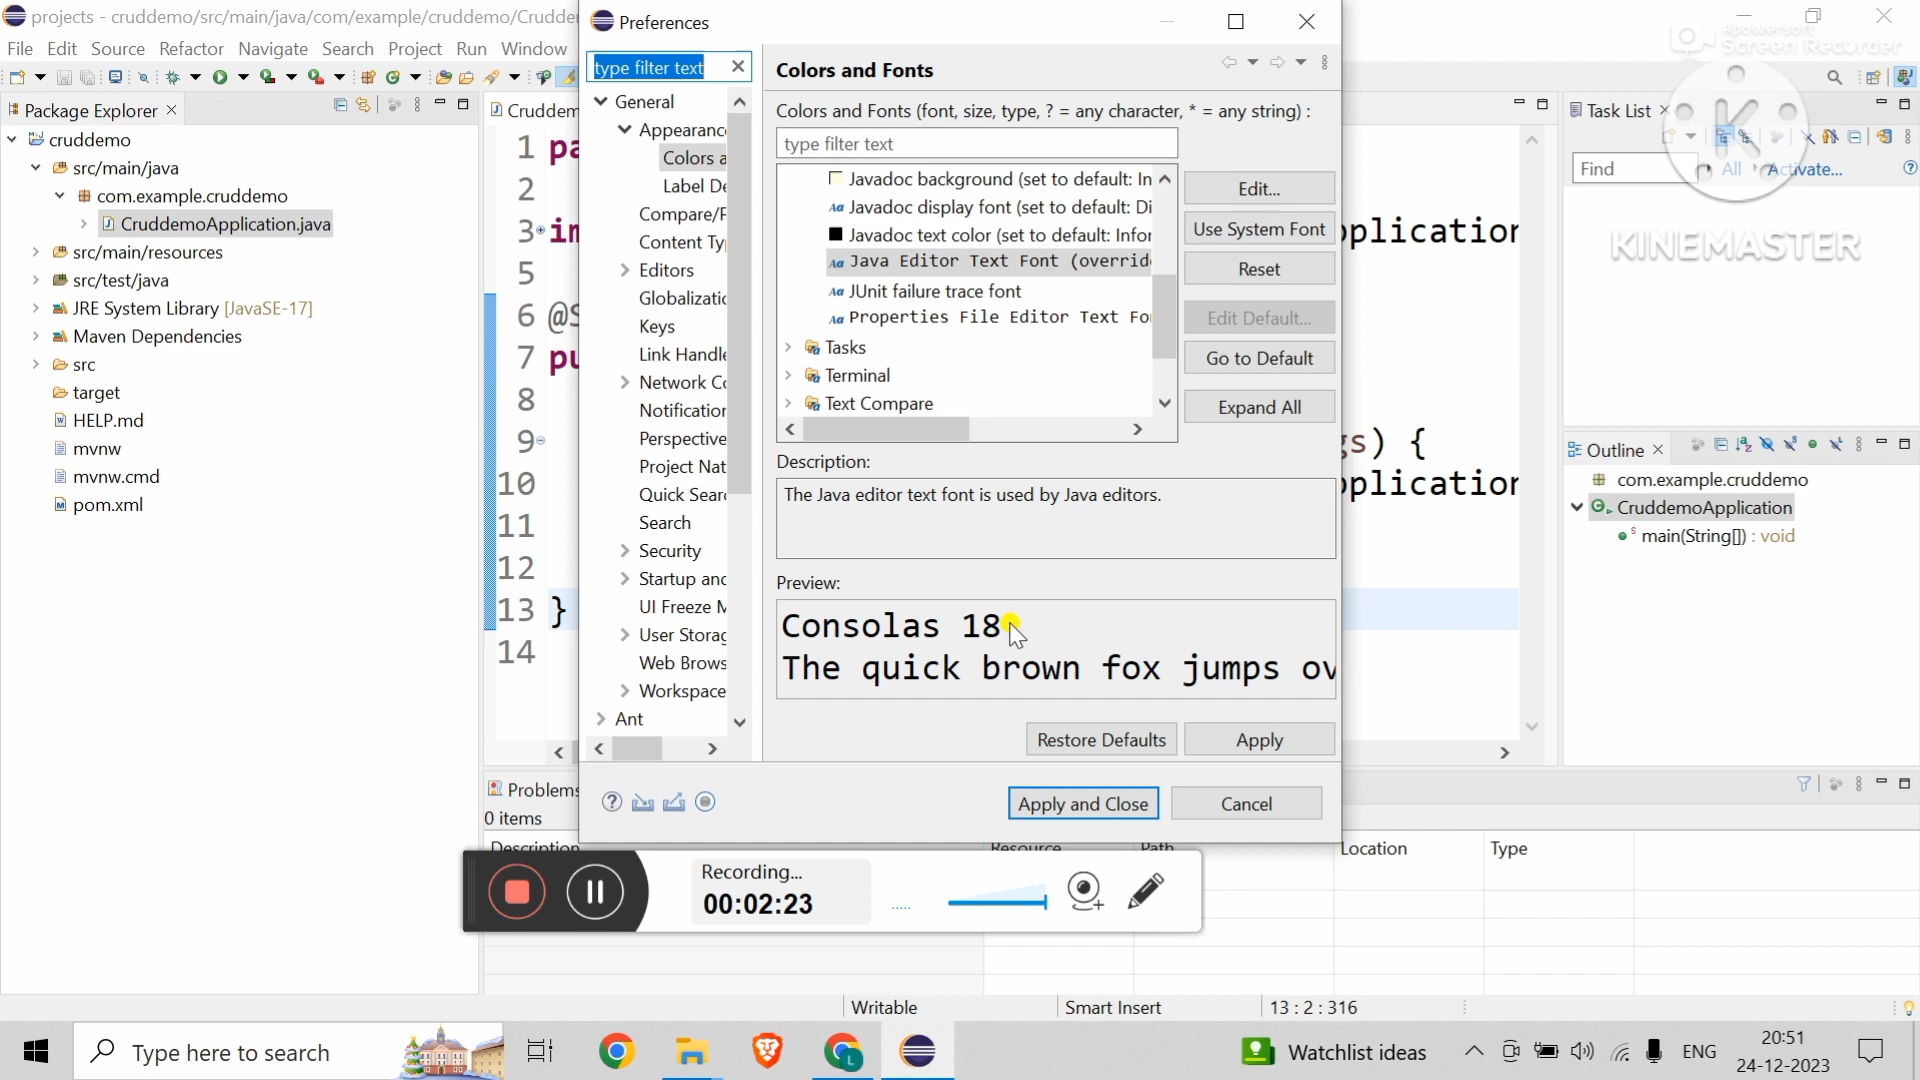 projects - cruddemo/src/main/java/com/example/cruddemo/Crudde
Preferences
Apowersoft
Screen Recorder
File Edit Source Refactor Navigate Search Project Run Window
type filter text
Colors and Fonts
Package Explorer
Cruddem
Task List
General
Colors and Fonts (font, size, type, ? = any character, * = any string) :
cruddemo
Appearanc
type filter text
src/main/java
Colors a
Find
All
Activate...
com.example.cruddemo
Label De
CruddemoApplication.java
Compare/F
src/main/resources
Content Ty
src/test/java
Editors
JRE System Library [JavaSE-17]
Globalizatic
Maven Dependencies
Keys
src
Link Handle
target
Network Co
HELP.md
Notification
mvnw
Perspective
mvnw.cmd
Project Nat
pom.xml
Quick Sear
Search
Security
Startup and
UI Freeze M
User Storag
Web Brows
Workspace
Ant
1 pa
2
3 im
pplication
5
6 @S
7 pu
8
9
gs) {
10
pplication
11
12
13 }
14
Javadoc background (set to default: In
Javadoc display font (set to default: Di
Javadoc text color (set to default: Infor
Java Editor Text Font (overrid
JUnit failure trace font
Properties File Editor Text Fo
Tasks
Terminal
Text Compare
Edit...
Use System Font
Reset
Edit Default...
Go to Default
Expand All
Description:
The Java editor text font is used by Java editors.
Preview:
Consolas 18
The quick brown fox jumps ov
Restore Defaults
Apply
Apply and Close
Cancel
K
KINEMASTER
Outline
com.example.cruddemo
CruddemoApplication
main(String[]) : void
Problems
0 items
Description
Resource
Path
Location
Type
Recording...
00:02:23
Writable
Smart Insert
13 : 2 : 316
Type here to search
L
Watchlist ideas
ENG
20:51
24-12-2023